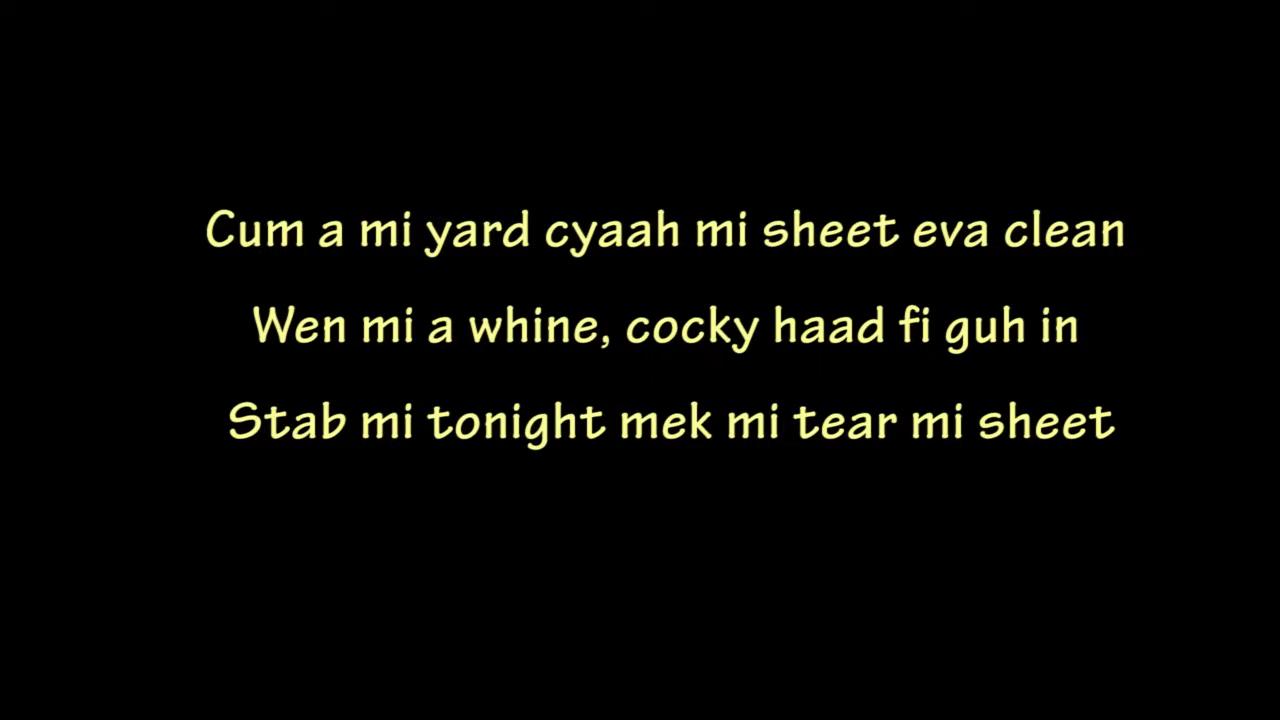 Cum a mi yard cyaah mi sheet eva clean
Wen mi a whine, cocky haad fi guh in
Stab mi tonight mek mi tear mi sheet